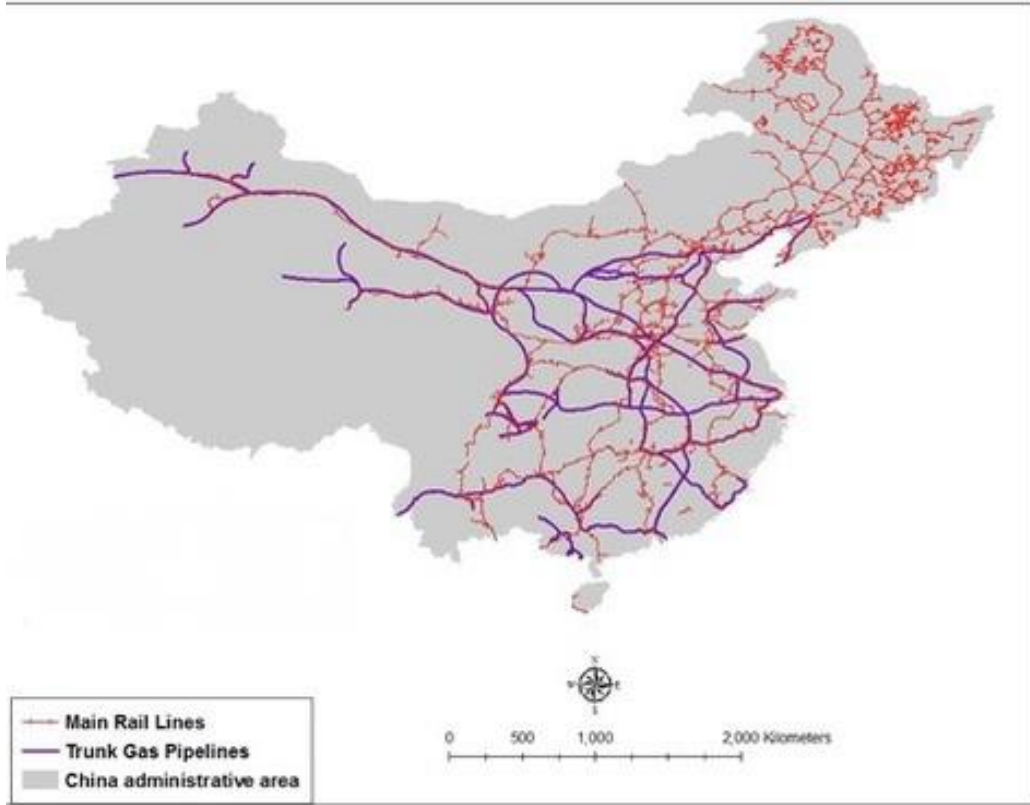 N
W E
S
0 500 1,000 2,000 Kilometers
Main Rail Lines
Trunk Gas Pipelines
China administrative area